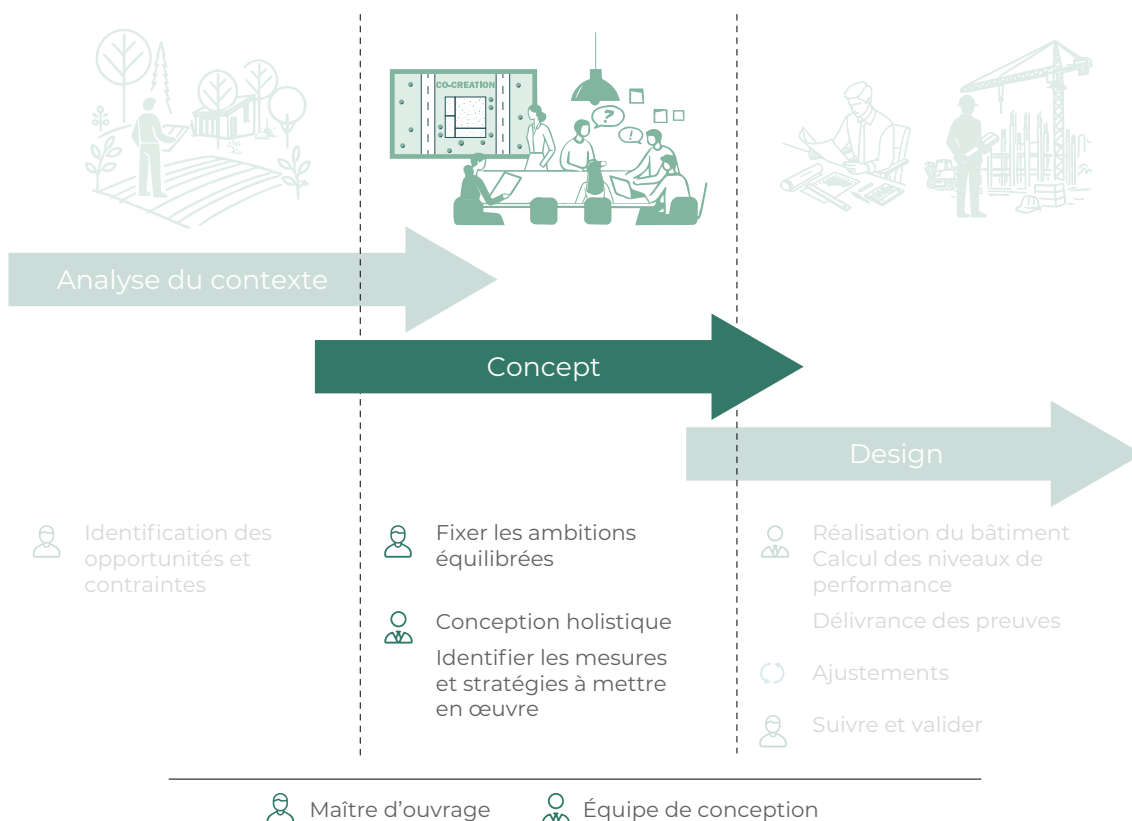 CO-CREATION
?
!
Analyse du contexte
Concept
Design
Identification des
opportunités et
contraintes
Fixer les ambitions
équilibrées
Conception holistique
Identifier les mesures
et stratégies à mettre
en œuvre
Réalisation du bâtiment
Calcul des niveaux de
performance
Délivrance des preuves
Ajustements
Suivre et valider
Maître d’ouvrage
Équipe de conception